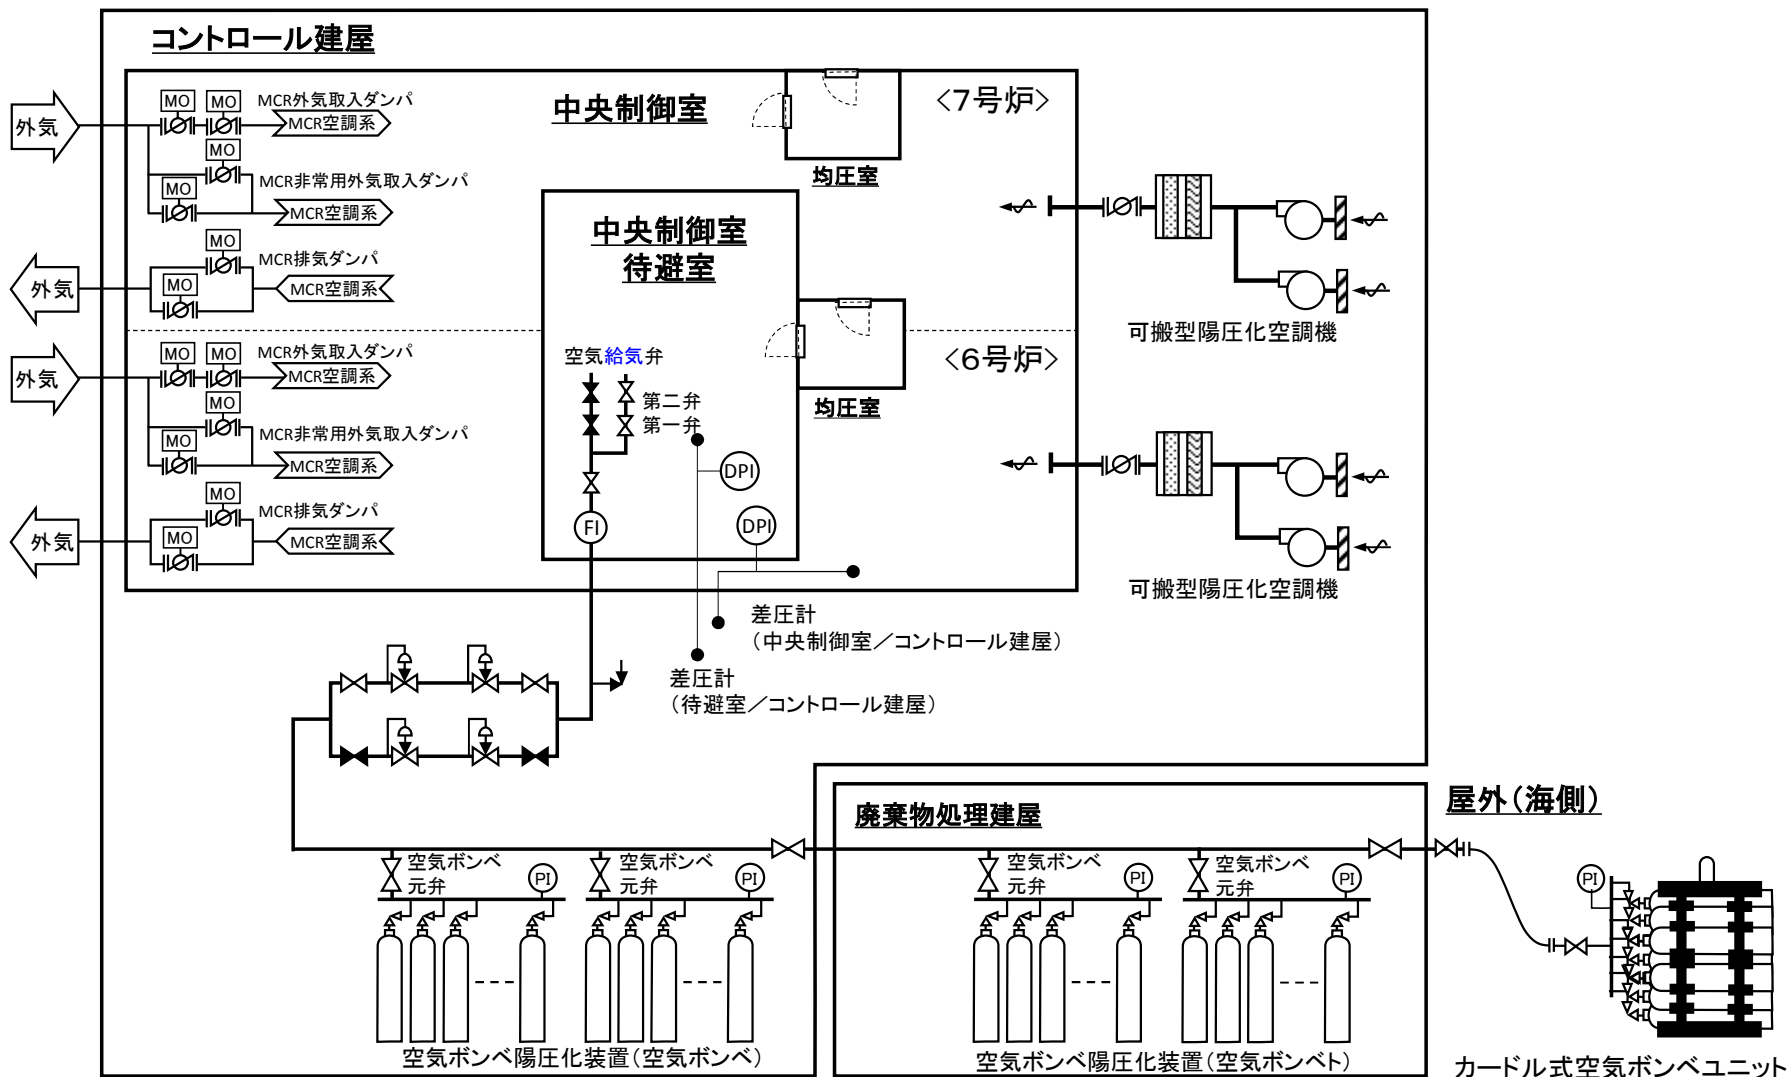 コントロール建屋
中央制御室
<7号炉>
外気
MO
MO
MCR外気取入ダンパ
MCR空調系
MO
MCR非常用外気取入ダンパ
MO
MCR空調系
均圧室
MO
MCR排気ダンパ
外気
MO
MCR空調系
中央制御室
待避室
可搬型陽圧化空調機
<6号炉>
外気
MO
MO
MCR外気取入ダンパ
MCR空調系
MO
MCR非常用外気取入ダンパ
MO
MCR空調系
空気給気弁
第二弁
第一弁
均圧室
DPI
DPI
FI
MO
MCR排気ダンパ
外気
MO
MCR空調系
可搬型陽圧化空調機
差圧計
(中央制御室/コントロール建屋)
差圧計
(待避室/コントロール建屋)
廃棄物処理建屋
屋外(海側)
空気ボンベ
元弁
PI
空気ボンベ
元弁
PI
空気ボンベ
元弁
PI
空気ボンベ
元弁
PI
PI
空気ボンベ陽圧化装置(空気ボンベ)
空気ボンベ陽圧化装置(空気ボンベト)
カードル式空気ボンベユニット